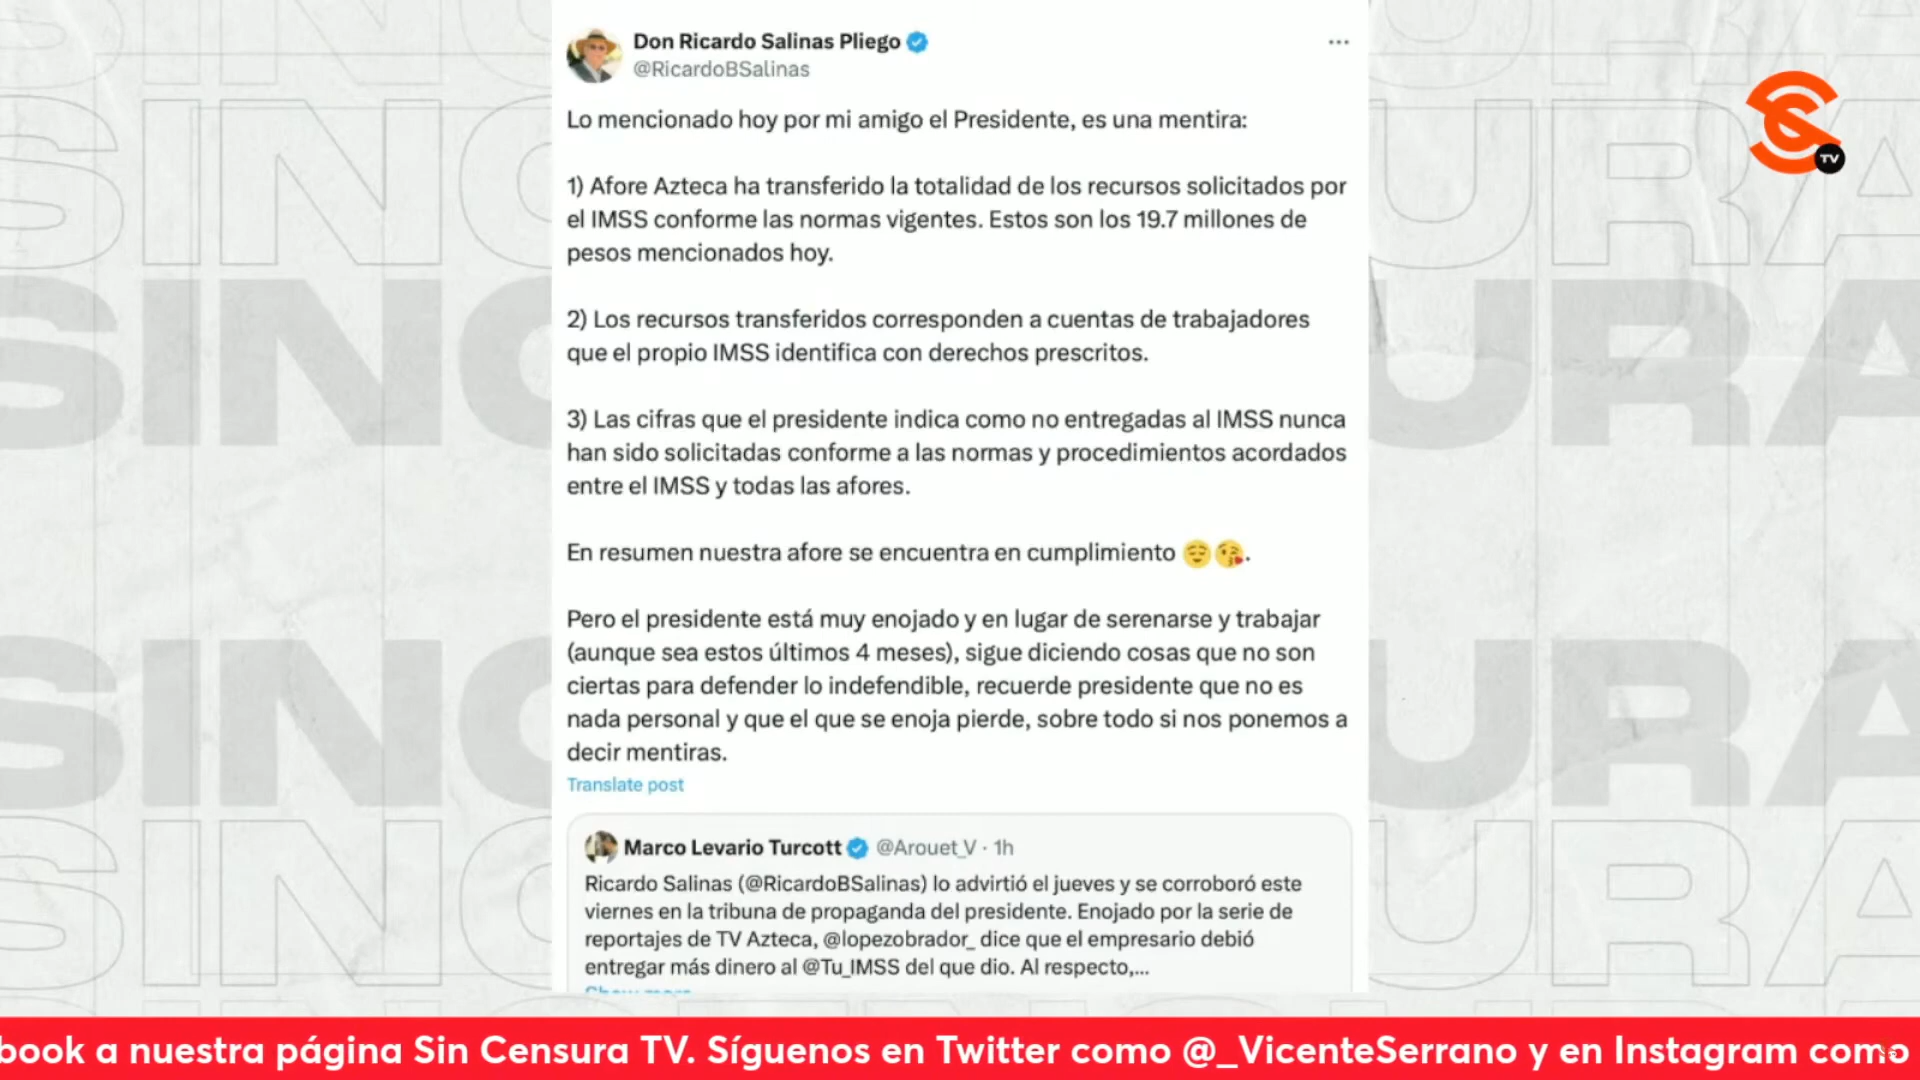 Don Ricardo Salinas Pliego
@RicardoBSalinas
Lo mencionado hoy por mi amigo el Presidente, es una mentira:
1) Afore Azteca ha transferido la totalidad de los recursos solicitados por
el IMSS conforme las normas vigentes. Estos son los 19.7 millones de
pesos mencionados hoy.
2) Los recursos transferidos corresponden a cuentas de trabajadores
que el propio IMSS identifica con derechos prescritos.
3) Las cifras que el presidente indica como no entregadas al IMSS nunca
han sido solicitadas conforme a las normas y procedimientos acordados
entre el IMSS y todas las afores.
En resumen nuestra afore se encuentra en cumplimiento 😌😘.
Pero el presidente está muy enojado y en lugar de serenarse y trabajar
(aunque sea estos últimos 4 meses), sigue diciendo cosas que no son
ciertas para defender lo indefendible, recuerde presidente que no es
nada personal y que el que se enoja pierde, sobre todo si nos ponemos a
decir mentiras.
Translate post
Marco Levario Turcott @Arouet_V · 1h
Ricardo Salinas (@RicardoBSalinas) lo advirtió el jueves y se corroboró este
viernes en la tribuna de propaganda del presidente. Enojado por la serie de
reportajes de TV Azteca, @lopezobrador_ dice que el empresario debió
entregar más dinero al @Tu_IMSS del que dio. Al respecto,...
Show more
TV
SINC URA
SINC URA
SINC URA
SINC URA
book a nuestra página Sin Censura TV. Síguenos en Twitter como @_VicenteSerrano y en Instagram como